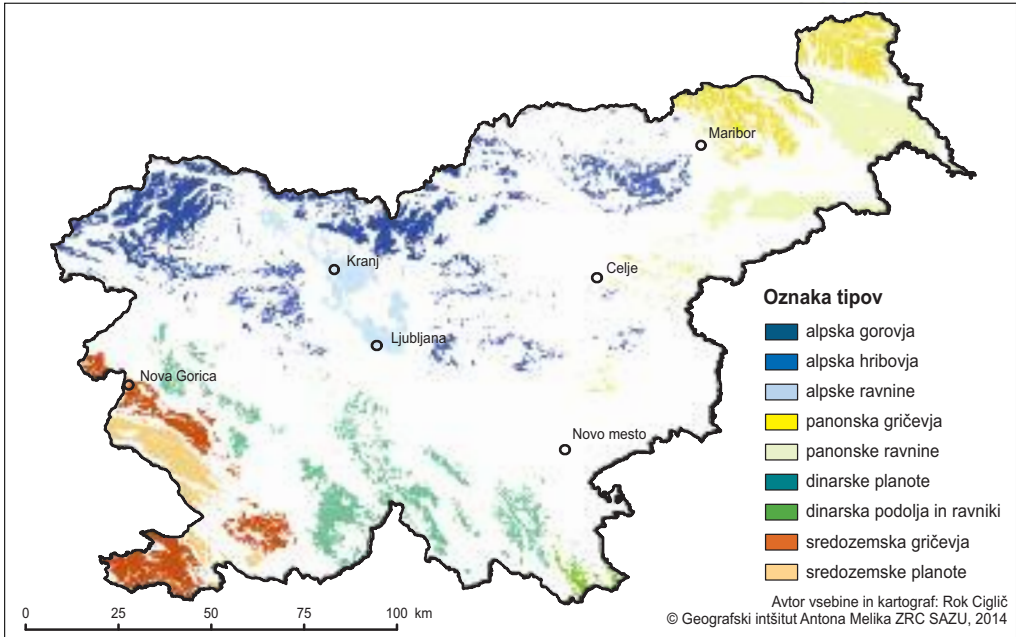 Maribor
Kranj
Celje
Ljubljana
Nova Gorica
Novo mesto
Oznaka tipov
alpska gorovja
alpska hribovja
alpske ravnine
panonska gričevja
panonske ravnine
dinarske planote
dinarska podolja in ravniki
sredozemska gričevja
sredozemske planote
0 25 50 75 100 km
Avtor vsebine in kartograf: Rok Ciglič
© Geografski intšitut Antona Melika ZRC SAZU, 2014